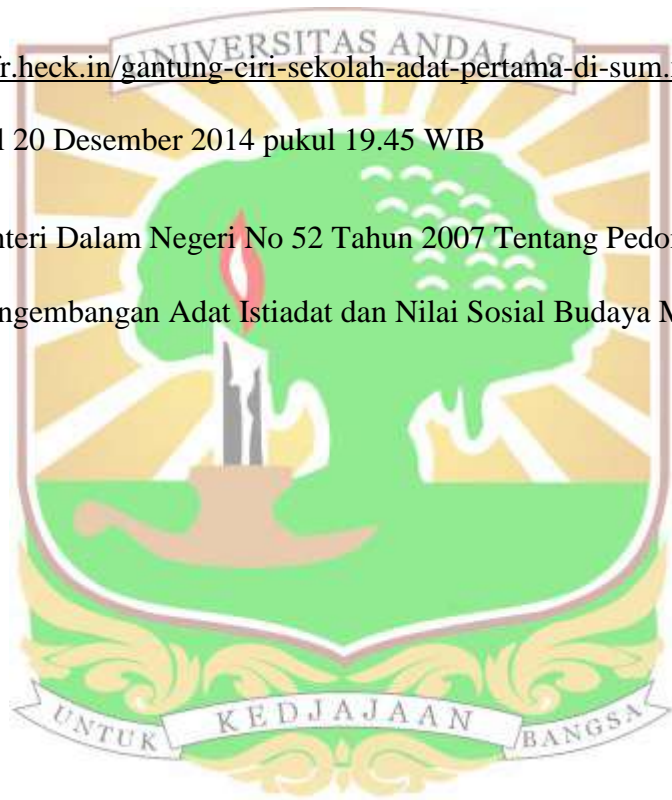 UNIVERSITAS ANDALAS
r.heck.in/gantung-ciri-sekolah-adat-pertama-di-sum.
20 Desember 2014 pukul 19.45 WIB
nteri Dalam Negeri No 52 Tahun 2007 Tentang Pedo
ngembangan Adat Istiadat dan Nilai Sosial Budaya M
UNTUK KEDJAJAAN BANGSA